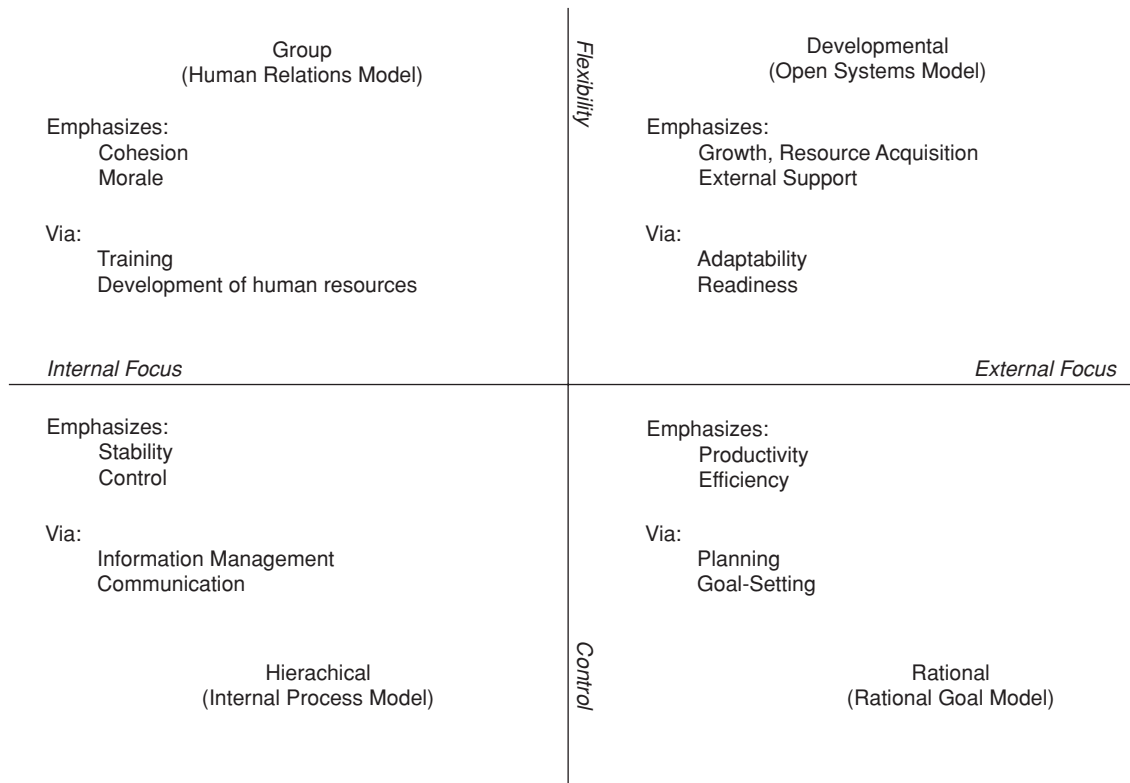 Group
(Human Relations Model)
Emphasizes:
Cohesion
Morale
Via:
Training
Development of human resources
Flexibility
Developmental
(Open Systems Model)
Emphasizes:
Growth, Resource Acquisition
External Support
Via:
Adaptability
Readiness
Internal Focus
External Focus
Emphasizes:
Stability
Control
Via:
Information Management
Communication
Hierachical
(Internal Process Model)
Control
Emphasizes:
Productivity
Efficiency
Via:
Planning
Goal-Setting
Rational
(Rational Goal Model)